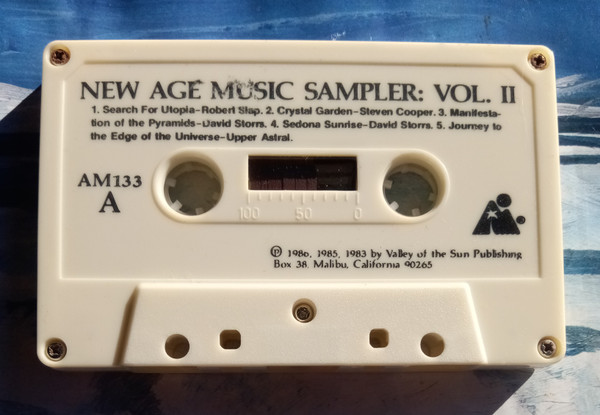 NEW AGE MUSIC SAMPLER: VOL. II
1. Search For Utopia-Robert Slap. 2. Crystal Garden-Steven Cooper. 3. Manifesta-
tion of the Pyramids-David Storrs. 4. Sedona Sunrise-David Storrs. 5. Journey to
the Edge of the Universe-Upper Astral.
AM133
A
100 50 0
℗ 1986, 1985, 1983 by Valley of the Sun Publishing
Box 38, Malibu, California 90265